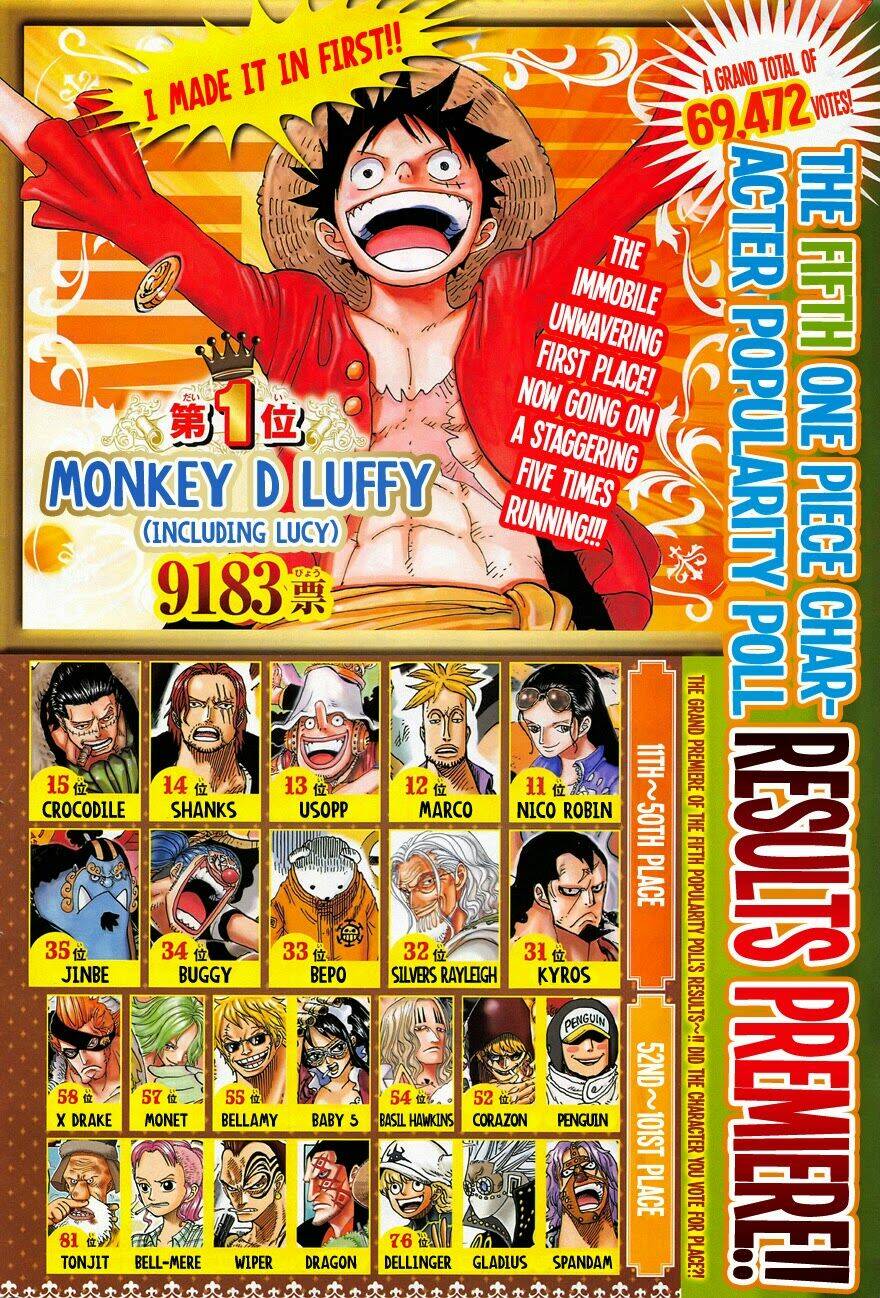 I MADE IT IN FIRST!!
A GRAND TOTAL OF
69,472 VOTES!
THE FIFTH ONE PIECE CHAR-
ACTER POPULARITY POLL
RESULTS PREMIERE!!
THE GRAND PREMIERE OF THE FIFTH POPULARITY POLL'S RESULTS~!! DID THE CHARACTER YOU VOTE FOR PLACE?!
THE
IMMOBILE
UNWAVERING
FIRST PLACE!
NOW GOING ON
A STAGGERING
FIVE TIMES
RUNNING!!!
だい い
第1位
MONKEY D LUFFY
(INCLUDING LUCY)
ひょう
9183票
11TH~50TH PLACE
15位 14位 13位 12位 11位
CROCODILE SHANKS USOPP MARCO NICO ROBIN
35位 34位 33位 32位 31位
JINBE BUGGY BEPO SILVERS RAYLEIGH KYROS
52ND~101ST PLACE
PENGUIN
58位 57位 55位 54位 52位
X DRAKE MONET BELLAMY BABY 5 BASIL HAWKINS CORAZON PENGUIN
81位 76位
TONJIT BELL-MERE WIPER DRAGON DELLINGER GLADIUS SPANDAM